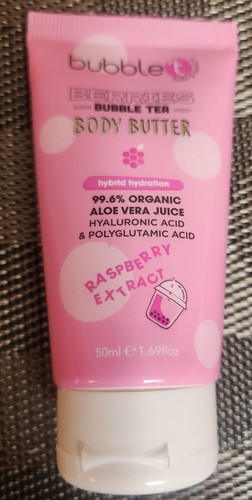 bubble t
BERRIES
BUBBLE TEA
BODY BUTTER
hybrid hydration
99.6% ORGANIC
ALOE VERA JUICE
HYALURONIC ACID
& POLYGLUTAMIC ACID
RASPBERRY
EXTRACT
50ml ℮ 1.69floz